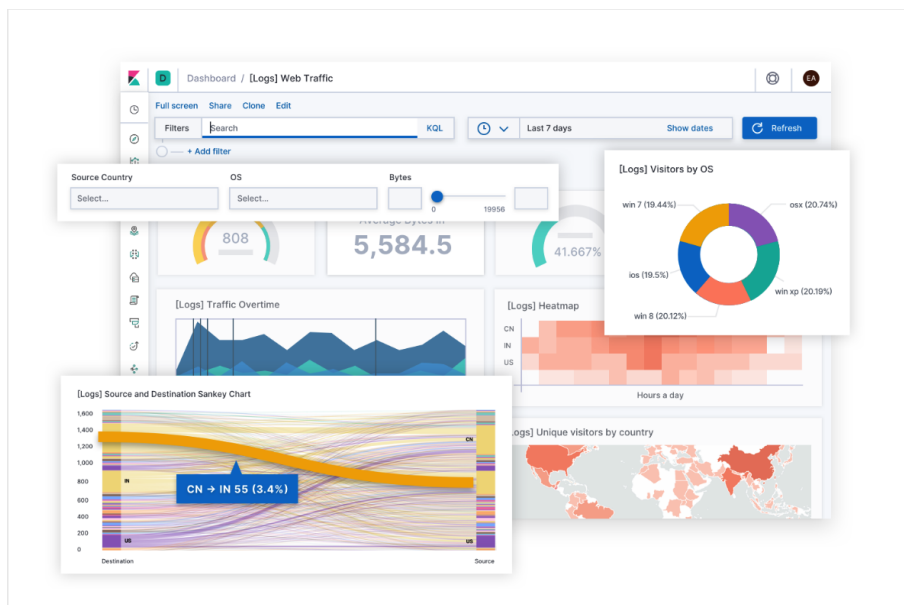 D Dashboard / [Logs] Web Traffic EA
Full screen Share Clone Edit
Filters Search KQL Last 7 days Show dates Refresh
+ Add filter
Source Country OS Bytes
Select... Select...
0 19956
[Logs] Visitors by OS
win 7 (19.44%) osx (20.74%)
ios (19.5%) win xp (20.19%)
win 8 (20.12%)
808
5,584.5
41.667%
[Logs] Traffic Overtime
[Logs] Heatmap
CN
IN
US
Hours a day
[Logs] Source and Destination Sankey Chart
1,600
1,400
1,200
1,000
800
600
400
200
0
CN
IN
US
US
CN → IN 55 (3.4%)
Destination Source
Logs] Unique visitors by country